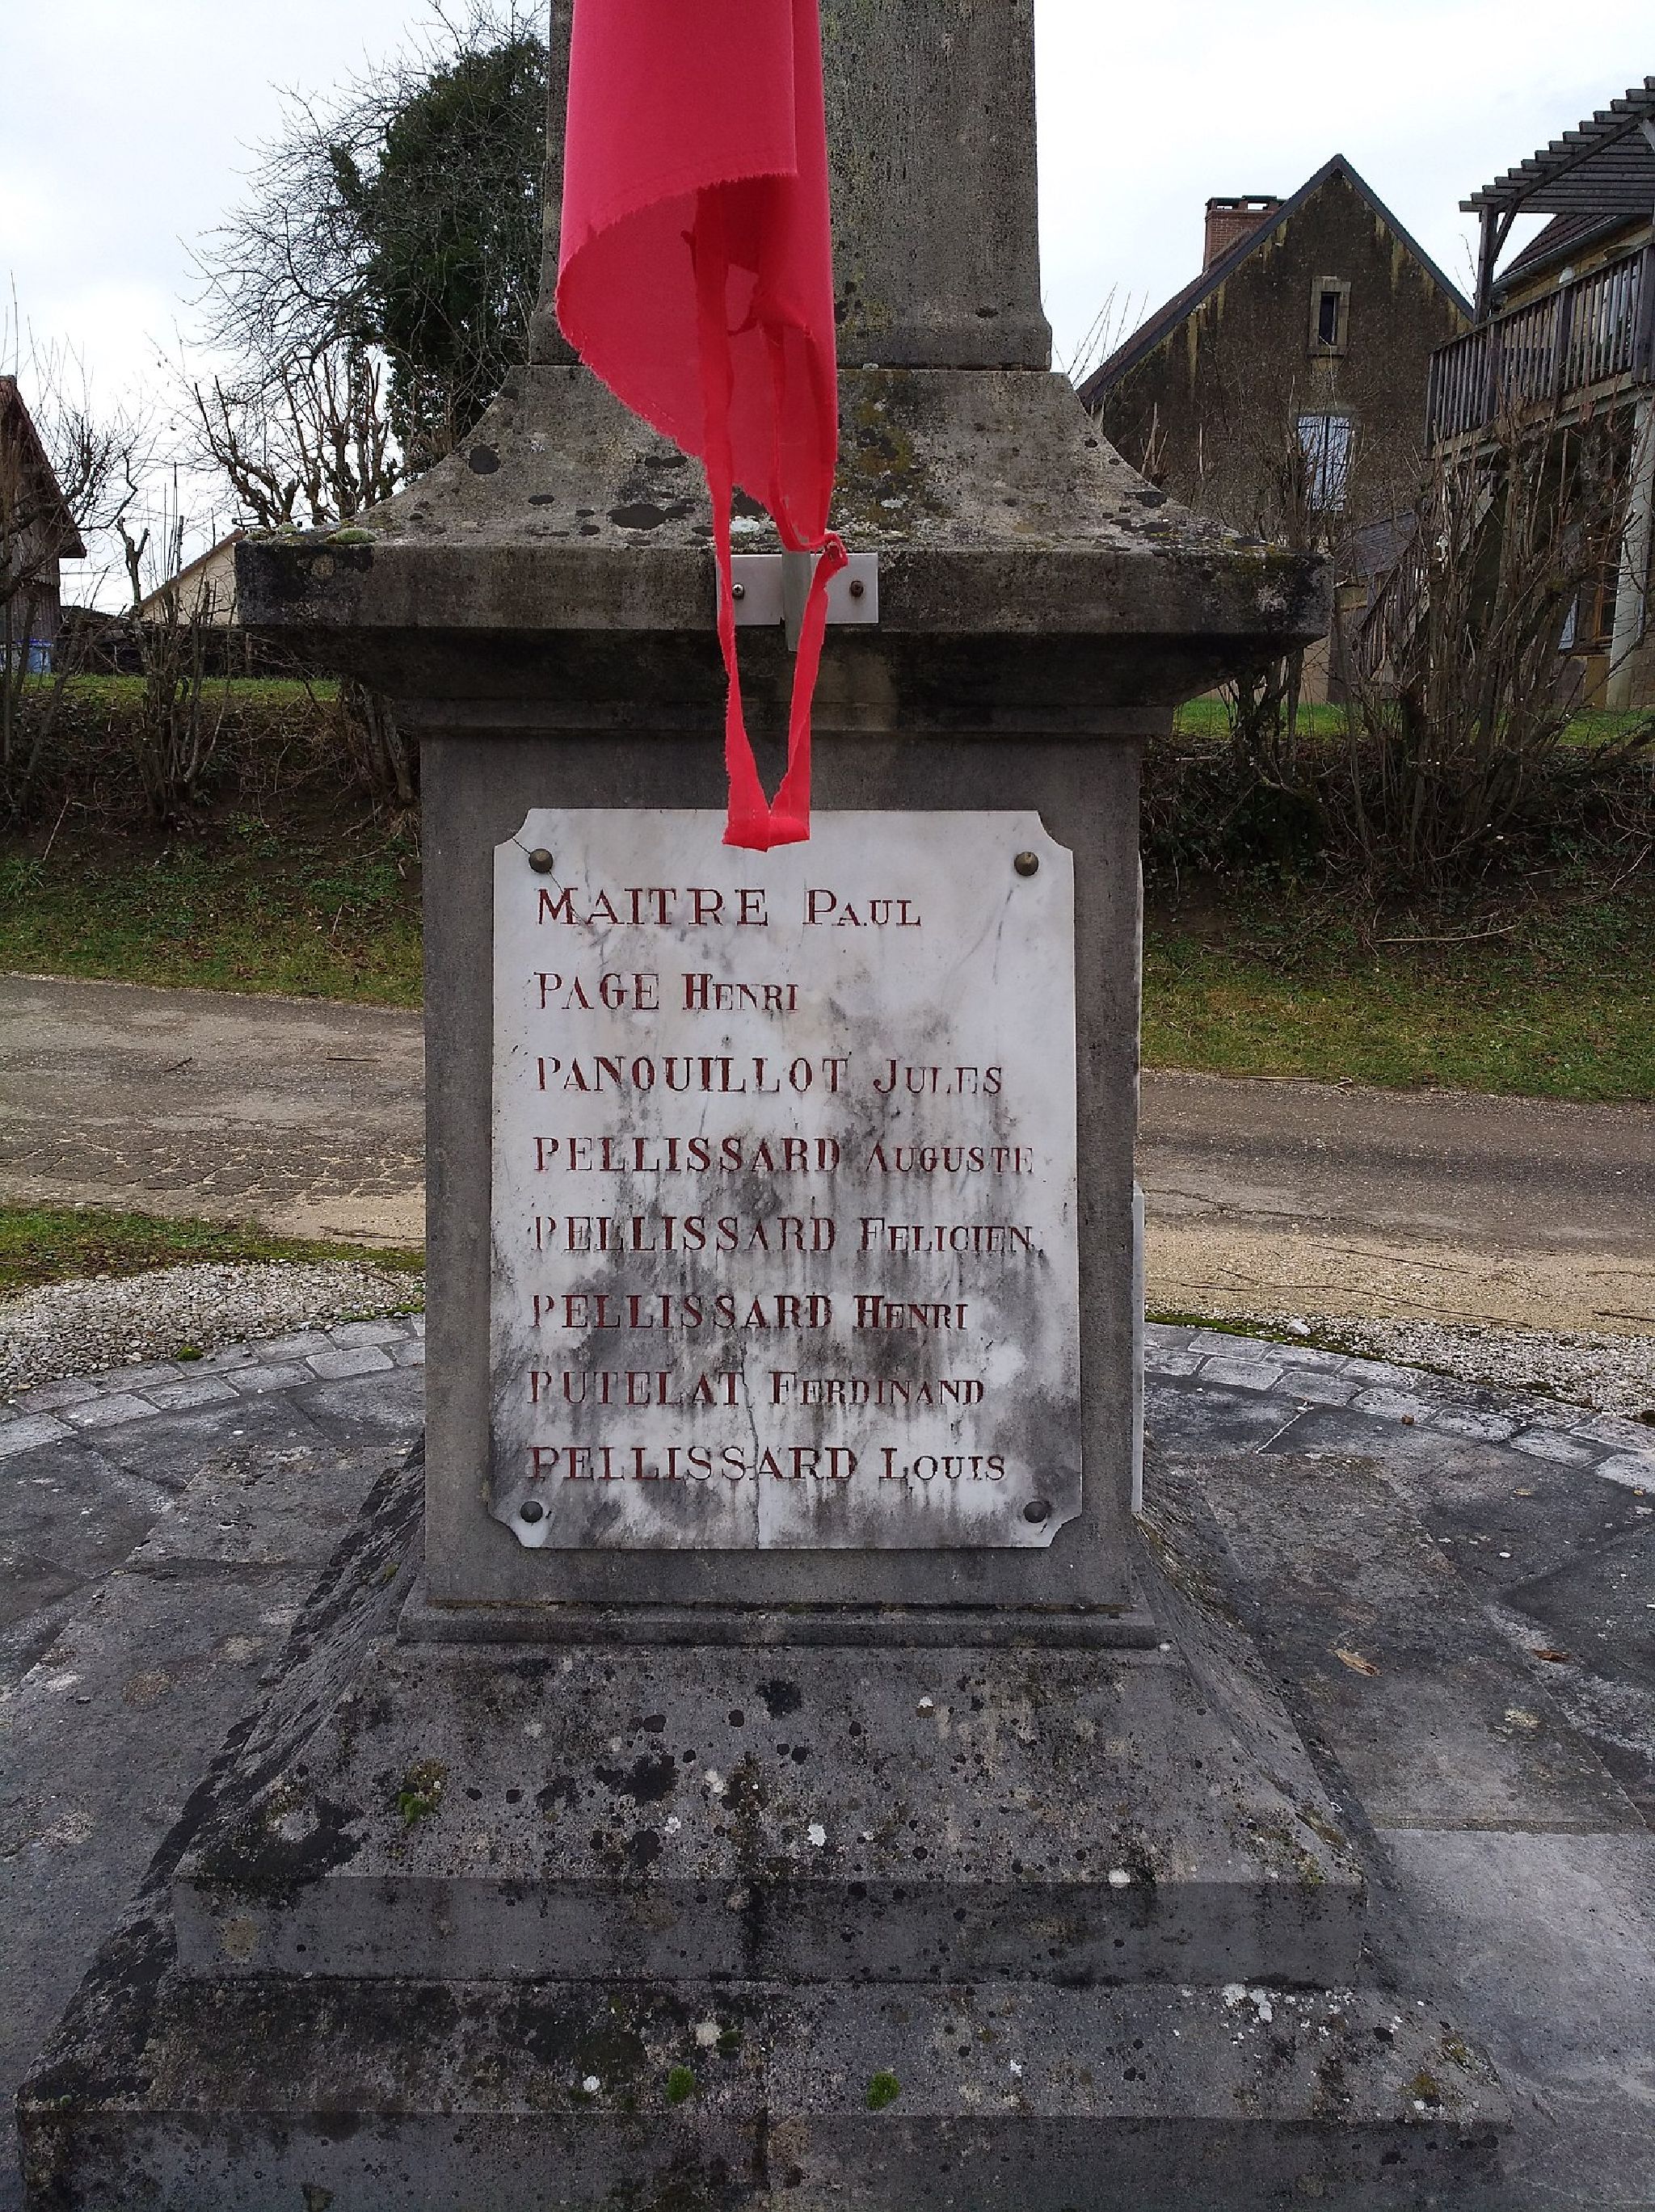 MAITRE PAUL
PAGE HENRI
PANOUILLOT JULES
PELLISSARD AUGUSTE
PELLISSARD FELICIEN.
PELLISSARD HENRI
PUTELAT FERDINAND
PELLISSARD LOUIS